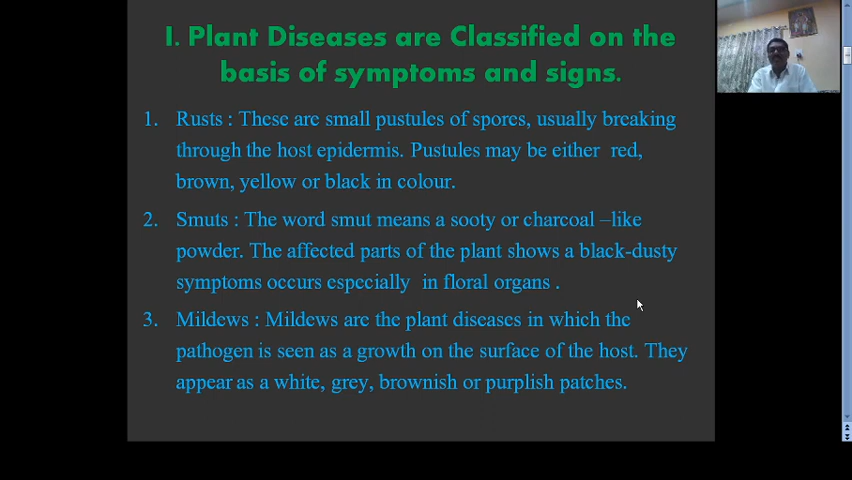 I. Plant Diseases are Classified on the
basis of symptoms and signs.
1. Rusts : These are small pustules of spores, usually breaking
through the host epidermis. Pustules may be either red,
brown, yellow or black in colour.
2. Smuts : The word smut means a sooty or charcoal –like
powder. The affected parts of the plant shows a black-dusty
symptoms occurs especially in floral organs .
3. Mildews : Mildews are the plant diseases in which the
pathogen is seen as a growth on the surface of the host. They
appear as a white, grey, brownish or purplish patches.